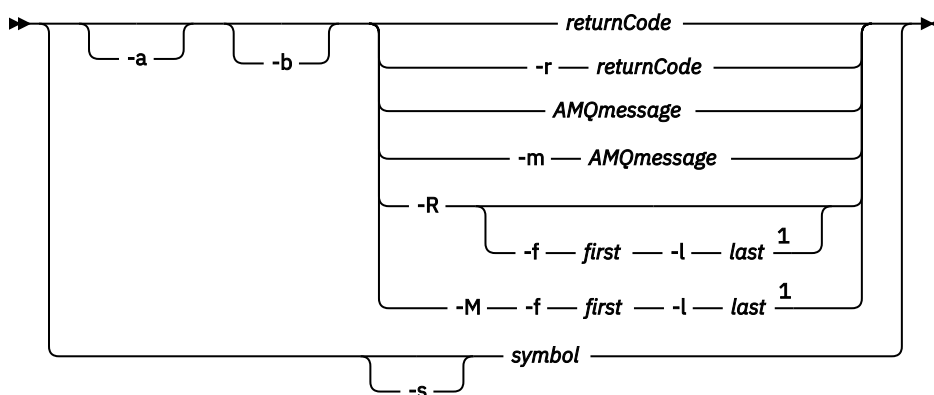 returnCode
-a -b
-r returnCode
AMQmessage
-m AMQmessage
-R
-f first -l last 1
-M -f first -l last 1
symbol
-s